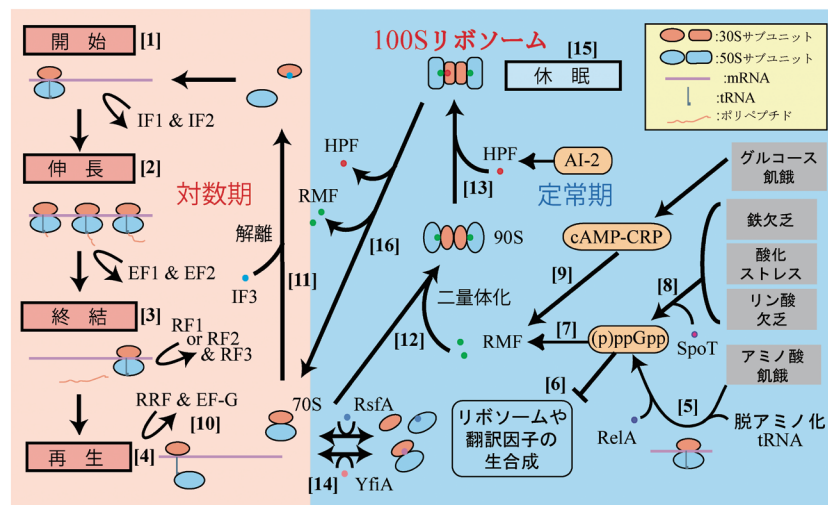 開始 [1]
IF1 & IF2
伸長 [2]
EF1 & EF2
終結 [3]
RF1
or RF2
& RF3
RRF & EF-G
[10]
再生 [4]
対数期
解離
[11]
IF3
100Sリボソーム
[15]
休眠
HPF
RMF
[16]
HPF
AI-2
[13]
定常期
90S
二量体化
[12]
RMF
70S
RsfA
[14]
YfiA
:30Sサブユニット
:50Sサブユニット
:mRNA
:tRNA
:ポリペプチド
グルコース
飢餓
cAMP-CRP
[9]
鉄欠乏
酸化
ストレス
リン酸
欠乏
[8]
[7]
(p)ppGpp
SpoT
アミノ酸
飢餓
[6]
[5]
RelA
脱アミノ化
tRNA
リボソームや
翻訳因子の
生合成